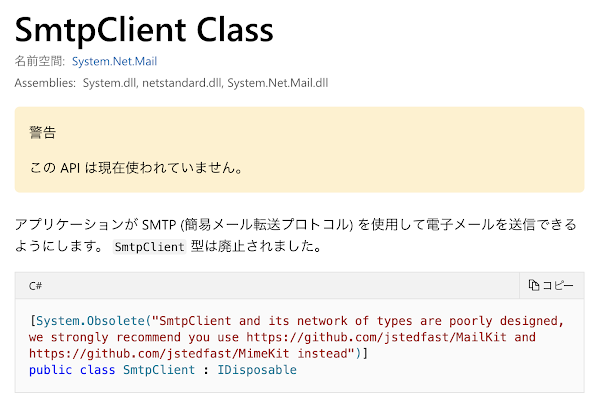 SmtpClient Class
名前空間: System.Net.Mail
Assemblies: System.dll, netstandard.dll, System.Net.Mail.dll
警告
この API は現在使われていません。
アプリケーションが SMTP (簡易メール転送プロトコル) を使用して電子メールを送信できる
ようにします。 SmtpClient 型は廃止されました。
C# コピー
[System.Obsolete("SmtpClient and its network of types are poorly designed,
we strongly recommend you use https://github.com/jstedfast/MailKit and
https://github.com/jstedfast/MimeKit instead")]
public class SmtpClient : IDisposable